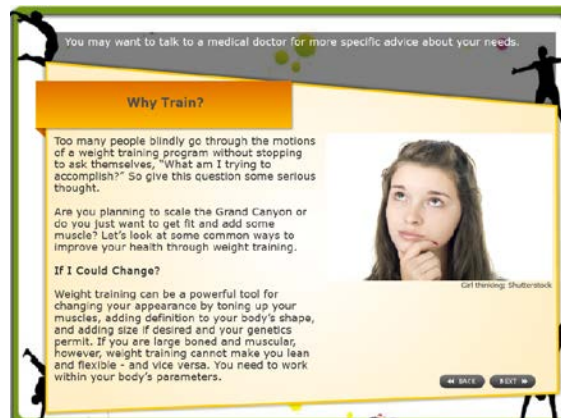 You may want to talk to a medical doctor for more specific advice about your needs.
Why Train?
Too many people blindly go through the motions
of a weight training program without stopping
to ask themselves, “What am I trying to
accomplish?” So give this question some serious
thought.
Are you planning to scale the Grand Canyon or
do you just want to get fit and add some
muscle? Let’s look at some common ways to
improve your health through weight training.
If I Could Change?
Weight training can be a powerful tool for
changing your appearance by toning up your
muscles, adding definition to your body’s shape,
and adding size if desired and your genetics
permit. If you are large boned and muscular,
however, weight training cannot make you lean
and flexible - and vice versa. You need to work
within your body’s parameters.
Girl thinking; Shutterstock
BACK
NEXT